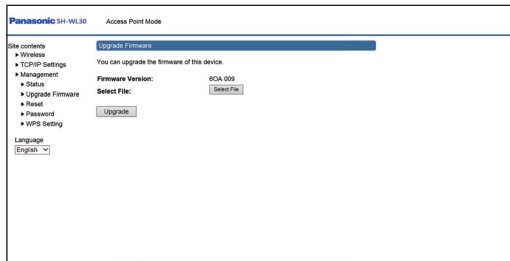 Panasonic SH-WL30 Access Point Mode
Site contents
Wireless
TCP/IP Settings
Management
Status
Upgrade Firmware
Reset
Password
WPS Setting
Language
English
Upgrade Firmware
You can upgrade the firmware of this device.
Firmware Version: 6OA 009
Select File: Select File
Upgrade